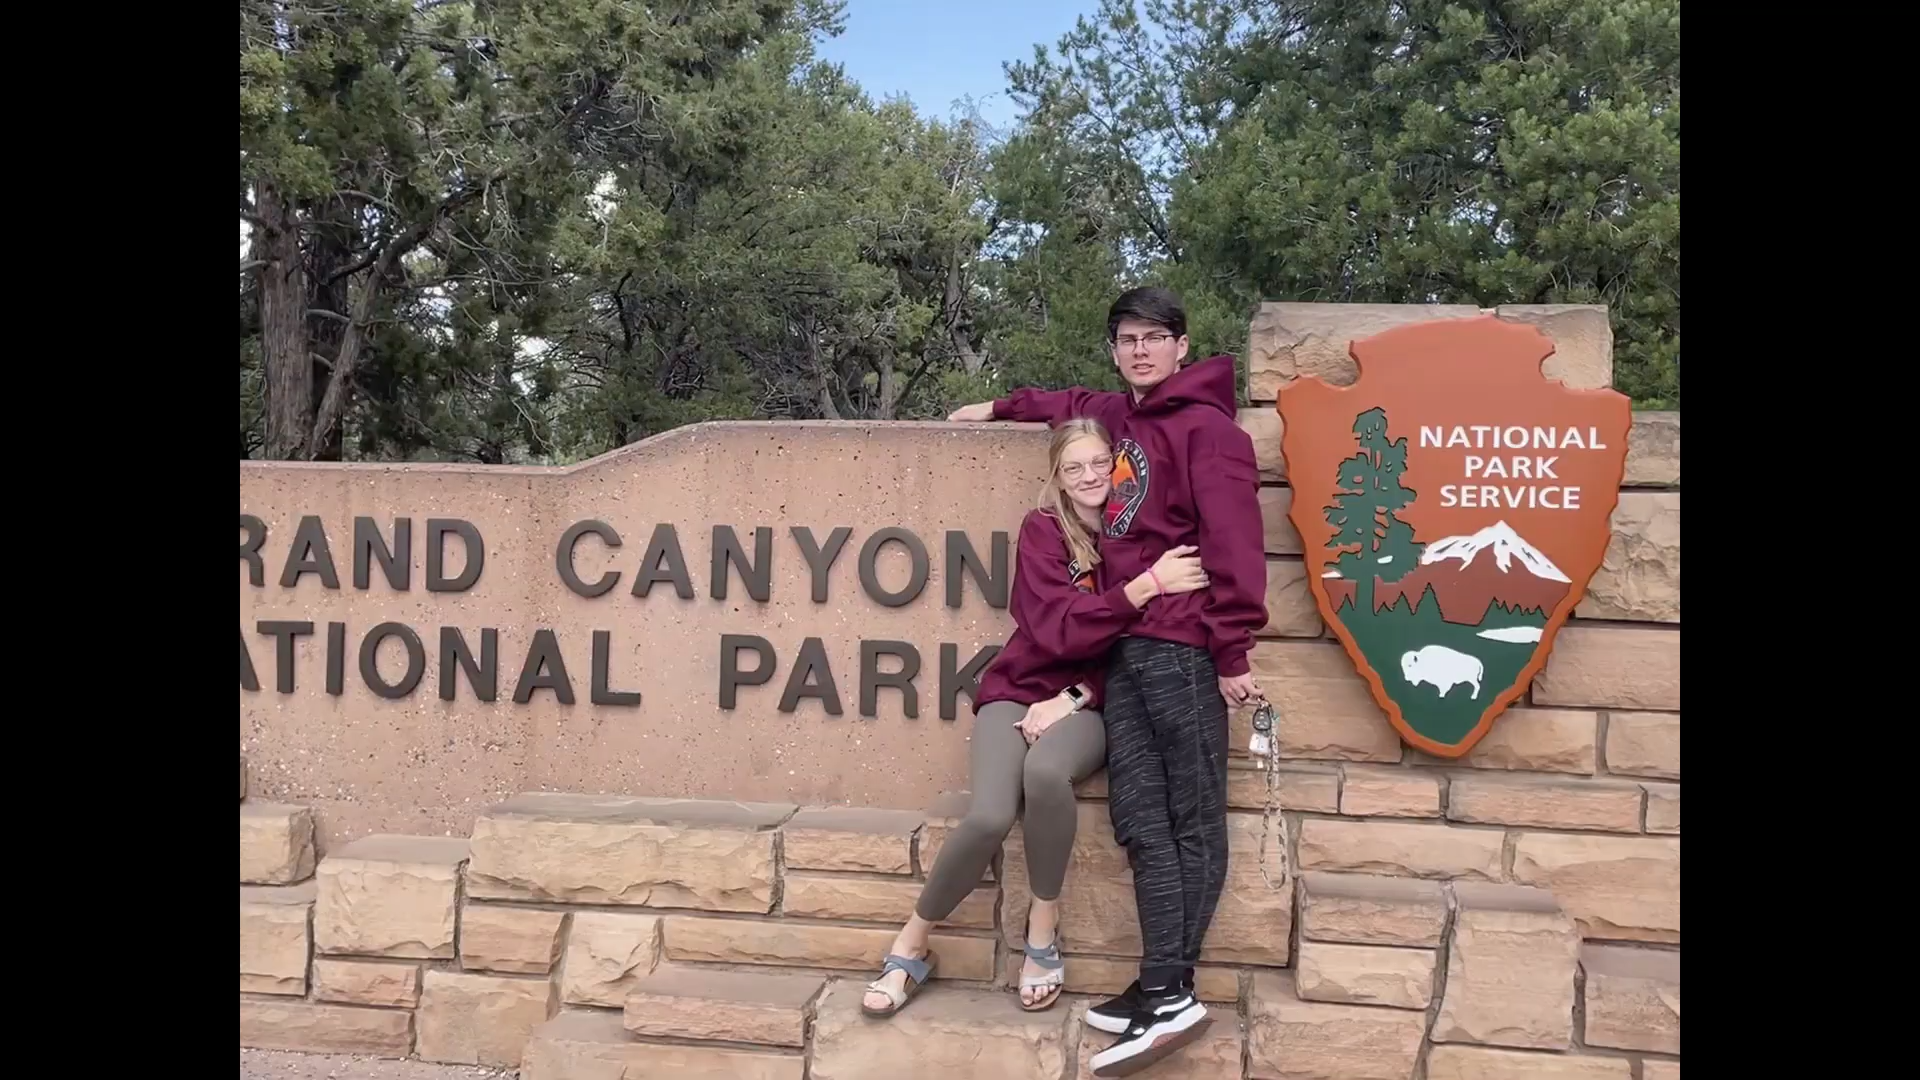 RAND CANYON
ATIONAL PARK
NATIONAL
PARK
SERVICE